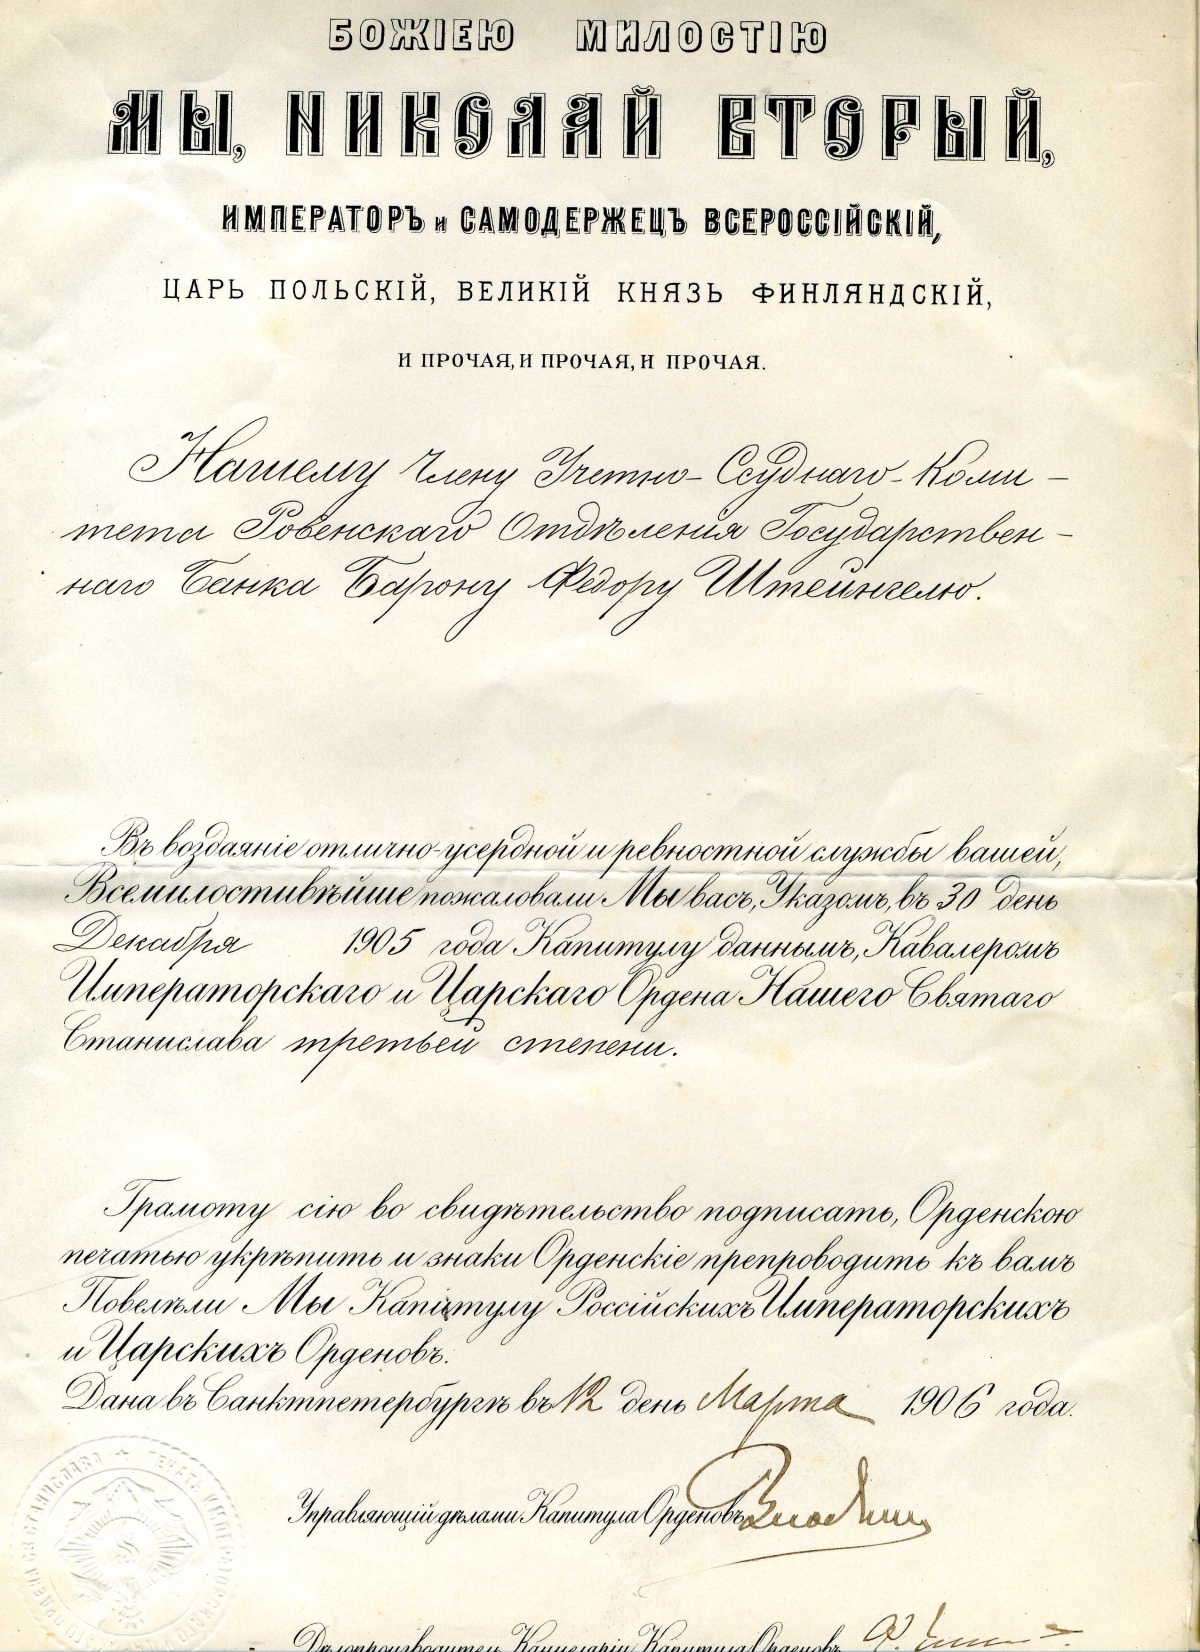 БОЖІЕЮ МИЛОСТІЮ
МЫ, НИКОЛАЙ ВТОРЫЙ,
ИМПЕРАТОРЪ и САМОДЕРЖЕЦЪ ВСЕРОССІЙСКІЙ,
ЦАРЬ ПОЛЬСКІЙ, ВЕЛИКІЙ КНЯЗЬ ФИНЛЯНДСКІЙ,
И ПРОЧАЯ, И ПРОЧАЯ, И ПРОЧАЯ.
Нашему Члену Учетно-Ссуднаго-Коми-
тета Ровенскаго Отдѣленія Государствен-
наго Банка Барону Федору Штейнгелю.
Въ воздаяніе отлично-усердной и ревностной службы вашей,
Всемилостивѣйше пожаловали Мы васъ, Указомъ, въ 30 день
Декабря 1905 года Капитулу даннымъ, Кавалеромъ
Императорскаго и Царскаго Ордена Нашего Святаго
Станислава третьей степени.
Грамоту сію во свидѣтельство подписать, Орденскою
печатью укрѣпить и знаки Орденскіе препроводить къ вамъ
Повелѣли Мы Капитулу Россійскихъ Императорскихъ
и Царскихъ Орденовъ.
Дана въ Санктпетербургѣ въ 12 день Марта 1906 года.
Управляющій дѣлами Капитула Орденовъ
Дѣлопроизводитель Канцеляріи Капитула Орденовъ